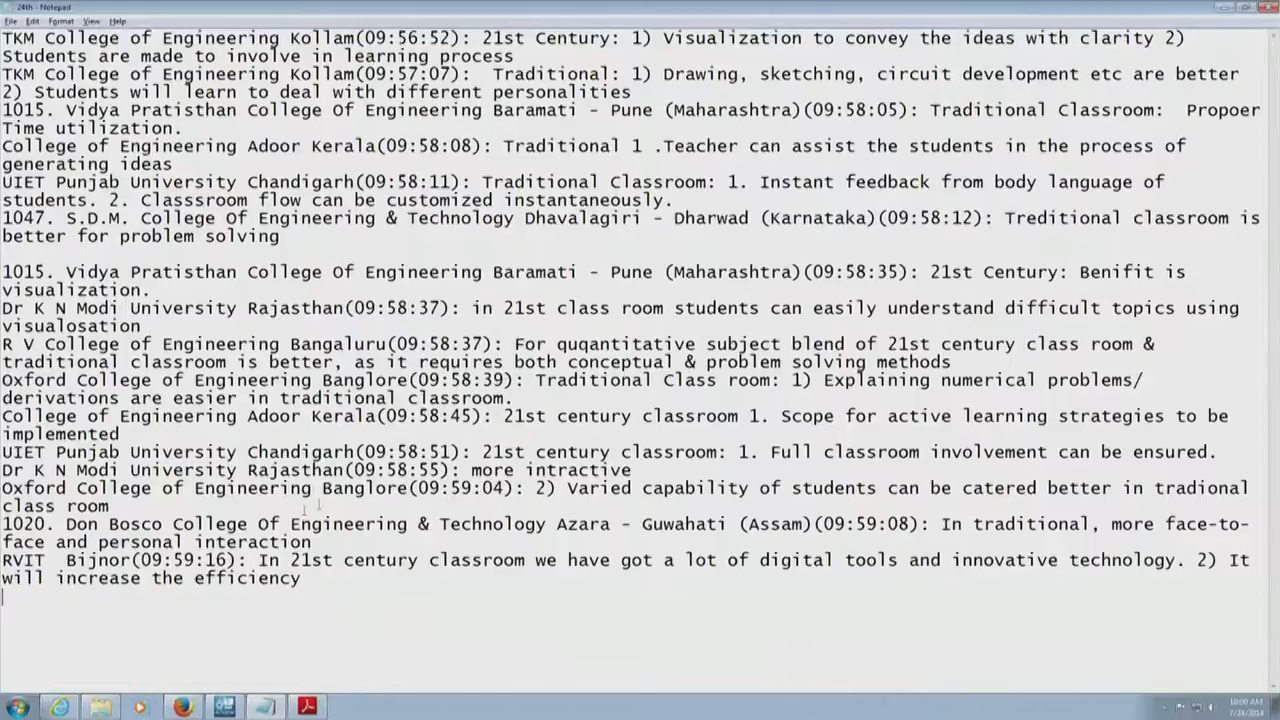 24th - Notepad
File Edit Format View Help
TKM College of Engineering Kollam(09:56:52): 21st Century: 1) Visualization to convey the ideas with clarity 2)
Students are made to involve in learning process
TKM College of Engineering Kollam(09:57:07):  Traditional: 1) Drawing, sketching, circuit development etc are better
2) Students will learn to deal with different personalities
1015. Vidya Pratisthan College Of Engineering Baramati - Pune (Maharashtra)(09:58:05): Traditional Classroom:  Propoer
Time utilization.
College of Engineering Adoor Kerala(09:58:08): Traditional 1 .Teacher can assist the students in the process of
generating ideas
UIET Punjab University Chandigarh(09:58:11): Traditional Classroom: 1. Instant feedback from body language of
students. 2. Classsroom flow can be customized instantaneously.
1047. S.D.M. College Of Engineering & Technology Dhavalagiri - Dharwad (Karnataka)(09:58:12): Treditional classroom is
better for problem solving
1015. Vidya Pratisthan College Of Engineering Baramati - Pune (Maharashtra)(09:58:35): 21st Century: Benifit is
visualization.
Dr K N Modi University Rajasthan(09:58:37): in 21st class room students can easily understand difficult topics using
visualosation
R V College of Engineering Bangaluru(09:58:37): For quqantitative subject blend of 21st century class room &
traditional classroom is better, as it requires both conceptual & problem solving methods
Oxford College of Engineering Banglore(09:58:39): Traditional Class room: 1) Explaining numerical problems/
derivations are easier in traditional classroom.
College of Engineering Adoor Kerala(09:58:45): 21st century classroom 1. Scope for active learning strategies to be
implemented
UIET Punjab University Chandigarh(09:58:51): 21st century classroom: 1. Full classroom involvement can be ensured.
Dr K N Modi University Rajasthan(09:58:55): more intractive
Oxford College of Engineering Banglore(09:59:04): 2) Varied capability of students can be catered better in tradional
class room
1020. Don Bosco College Of Engineering & Technology Azara - Guwahati (Assam)(09:59:08): In traditional, more face-to-
face and personal interaction
RVIT  Bijnor(09:59:16): In 21st century classroom we have got a lot of digital tools and innovative technology. 2) It
will increase the efficiency
10:00 AM
7/24/2014